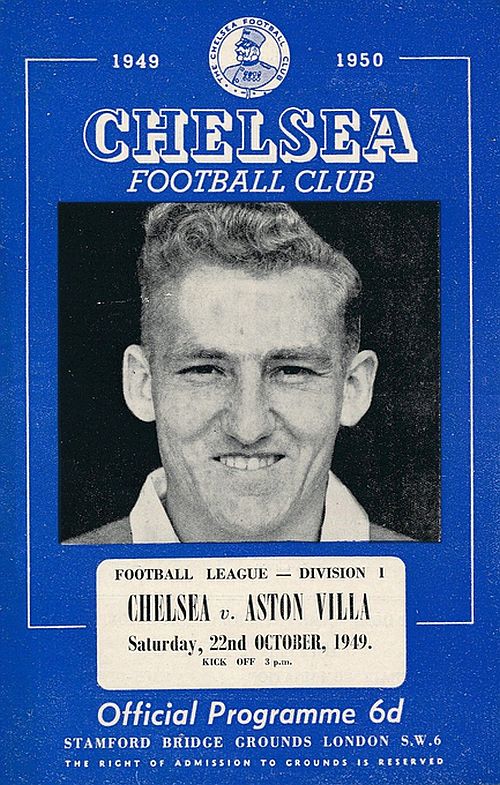 THE CHELSEA FOOTBALL CLUB
1949 1950
CHELSEA
FOOTBALL CLUB
FOOTBALL LEAGUE — DIVISION 1
CHELSEA v. ASTON VILLA
Saturday, 22nd OCTOBER, 1949.
KICK OFF 3 p.m.
Official Programme 6d
STAMFORD BRIDGE GROUNDS LONDON S.W.6
THE RIGHT OF ADMISSION TO GROUNDS IS RESERVED